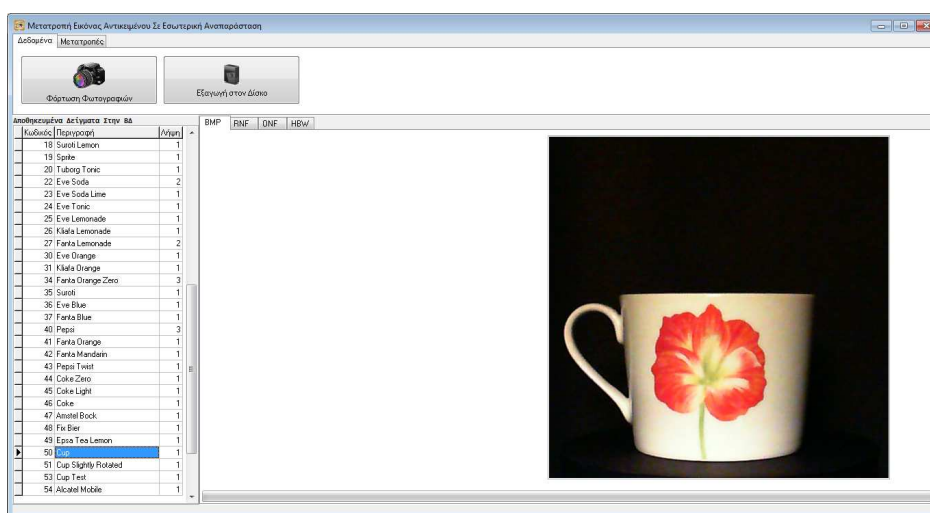 Μετατροπή Εικόνας Αντικειμένου Σε Εσωτερική Αναπαράσταση
Δεδομένα Μετατροπές
Φόρτωση Φωτογραφιών Εξαγωγή στον Δίσκο
Αποθηκευμένα Δείγματα Στην ΒΔ
BMP RNF ONF HBW
Κωδικός Περιγραφή Λήψη
18 Suroti Lemon 1
19 Sprite 1
20 Tuborg Tonic 1
22 Eve Soda 2
23 Eve Soda Lime 1
24 Eve Tonic 1
25 Eve Lemonade 1
26 Kliafa Lemonade 1
27 Fanta Lemonade 2
30 Eve Orange 1
31 Kliafa Orange 1
34 Fanta Orange Zero 3
35 Suroti 1
36 Eve Blue 1
37 Fanta Blue 1
40 Pepsi 3
41 Fanta Orange 1
42 Fanta Mandarin 1
43 Pepsi Twist 1
44 Coke Zero 1
45 Coke Light 1
46 Coke 1
47 Amstel Bock 1
48 Fix Bier 1
49 Epsa Tea Lemon 1
50 Cup 1
51 Cup Slightly Rotated 1
53 Cup Test 1
54 Alcatel Mobile 1